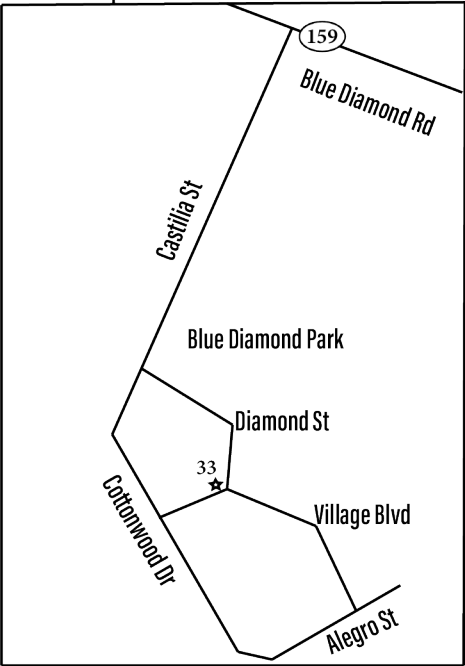 159
Blue Diamond Rd
Castilia St
Blue Diamond Park
Diamond St
33
Cottonwood Dr
Village Blvd
Alegro St